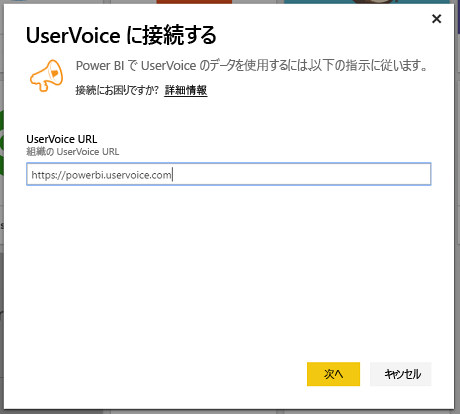 UserVoice に接続する
Power BI で UserVoice のデータを使用するには以下の指示に従います。
接続にお困りですか? 詳細情報
UserVoice URL
組織の UserVoice URL
https://powerbi.uservoice.com
次へ キャンセル